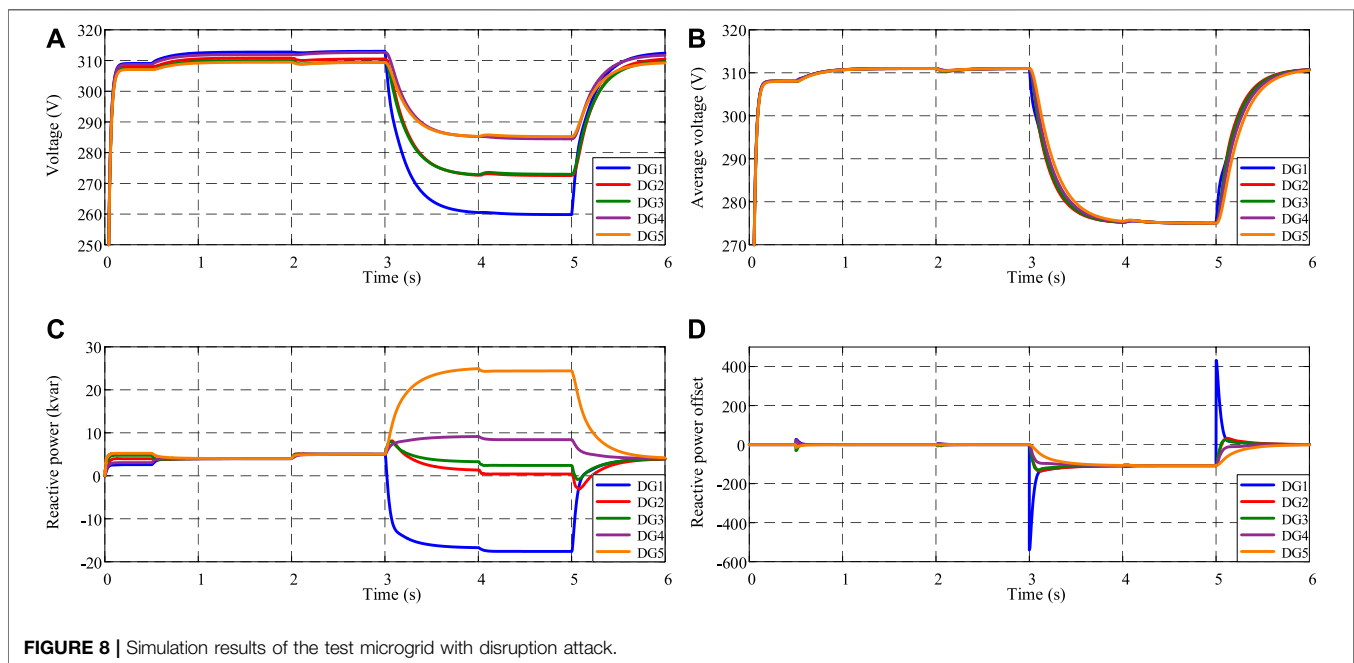 A
Voltage (V)
320
310
300
290
280
270
260
250
0 1 2 3 4 5 6
Time (s)
DG1
DG2
DG3
DG4
DG5
B
Average voltage (V)
320
310
300
290
280
270
0 1 2 3 4 5 6
Time (s)
DG1
DG2
DG3
DG4
DG5
C
Reactive power (kvar)
30
20
10
0
-10
-20
0 1 2 3 4 5 6
Time (s)
DG1
DG2
DG3
DG4
DG5
D
Reactive power offset
400
200
0
-200
-400
-600
0 1 2 3 4 5 6
Time (s)
DG1
DG2
DG3
DG4
DG5
FIGURE 8 | Simulation results of the test microgrid with disruption attack.